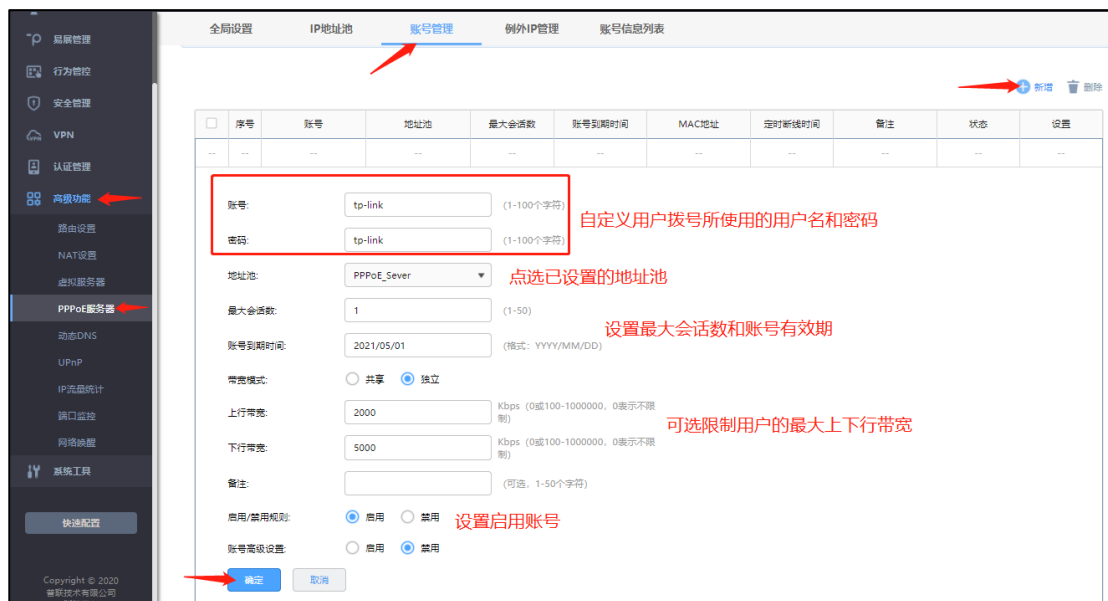 全局设置 IP地址池 账号管理 例外IP管理 账号信息列表
易展管理
行为管控
安全管理
VPN
认证管理
高级功能
路由设置
NAT设置
虚拟服务器
PPPoE服务器
动态DNS
UPnP
IP流量统计
端口监控
网络唤醒
系统工具
快速配置
Copyright © 2020
普联技术有限公司
新增 删除
序号 账号 地址池 最大会话数 账号到期时间 MAC地址 定时断线时间 备注 状态 设置
-- -- -- -- -- -- -- -- -- -- --
账号: tp-link (1-100个字符)
自定义用户拨号所使用的用户名和密码
密码: tp-link (1-100个字符)
地址池: PPPoE_Sever 点选已设置的地址池
最大会话数: 1 (1-50)
设置最大会话数和账号有效期
账号到期时间: 2021/05/01 (格式: YYYY/MM/DD)
带宽模式: 共享 独立
上行带宽: 2000 Kbps (0或100-1000000, 0表示不限
制)
可选限制用户的最大上下行带宽
下行带宽: 5000 Kbps (0或100-1000000, 0表示不限
制)
备注: (可选, 1-50个字符)
启用/禁用规则: 启用 禁用 设置启用账号
账号高级设置: 启用 禁用
确定 取消